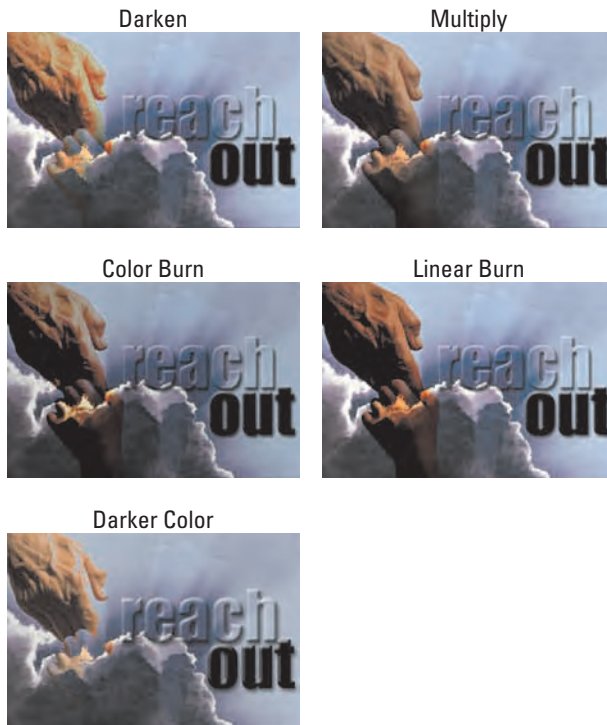 Darken
Multiply
reach
out
reach
out
Color Burn
Linear Burn
reach
out
reach
out
Darker Color
reach
out